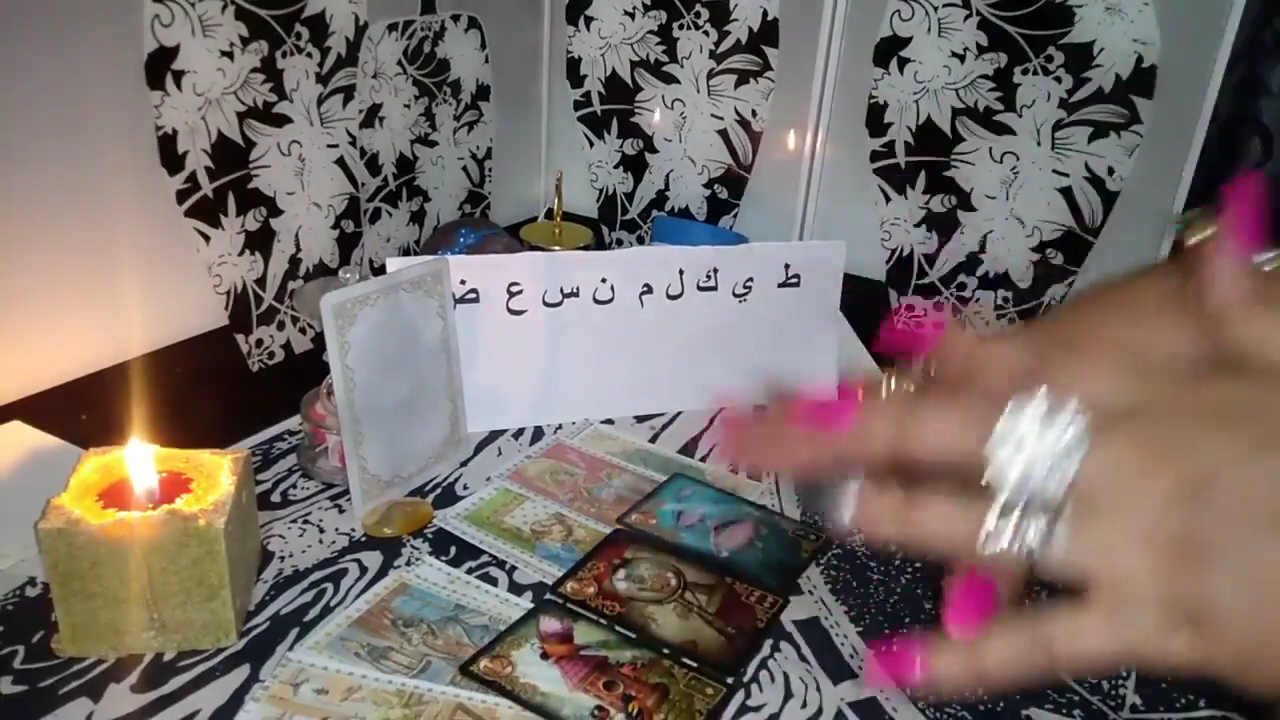 ط ي ك ل م ن س ع ض